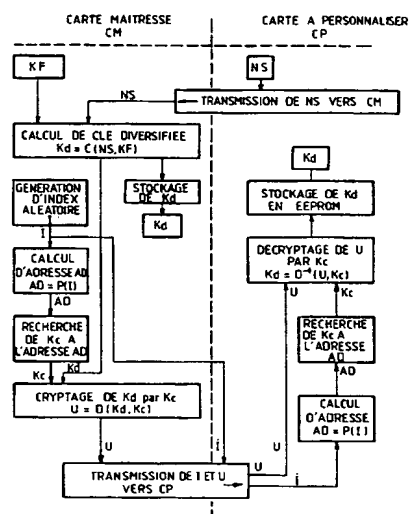 CARTE MAITRESSE
CM
CARTE A PERSONNALISER
CP
KF
NS
NS
TRANSMISSION DE NS VERS CM
CALCUL DE CLE DIVERSIFIEE
Kd = C(NS,KF)
GENERATION
D'INDEX
ALEATOIRE
STOCKAGE
DE Kd
Kd
Kd
STOCKAGE DE Kd
EN EEPROM
I
CALCUL
D'ADRESSE AD
AD = P(I)
AD
DECRYPTAGE DE U
PAR Kc
Kd = D⁻¹(U,Kc)
U
Kc
RECHERCHE
DE Kc A
L'ADRESSE AD
Kc
Kd
RECHERCHE
DE Kc A
L'ADRESSE
AD
AD
CRYPTAGE DE Kd par Kc
U = D(Kd,Kc)
CALCUL
D'ADRESSE
AD=P(I)
U
I
TRANSMISSION DE I ET U
VERS CP
U
i